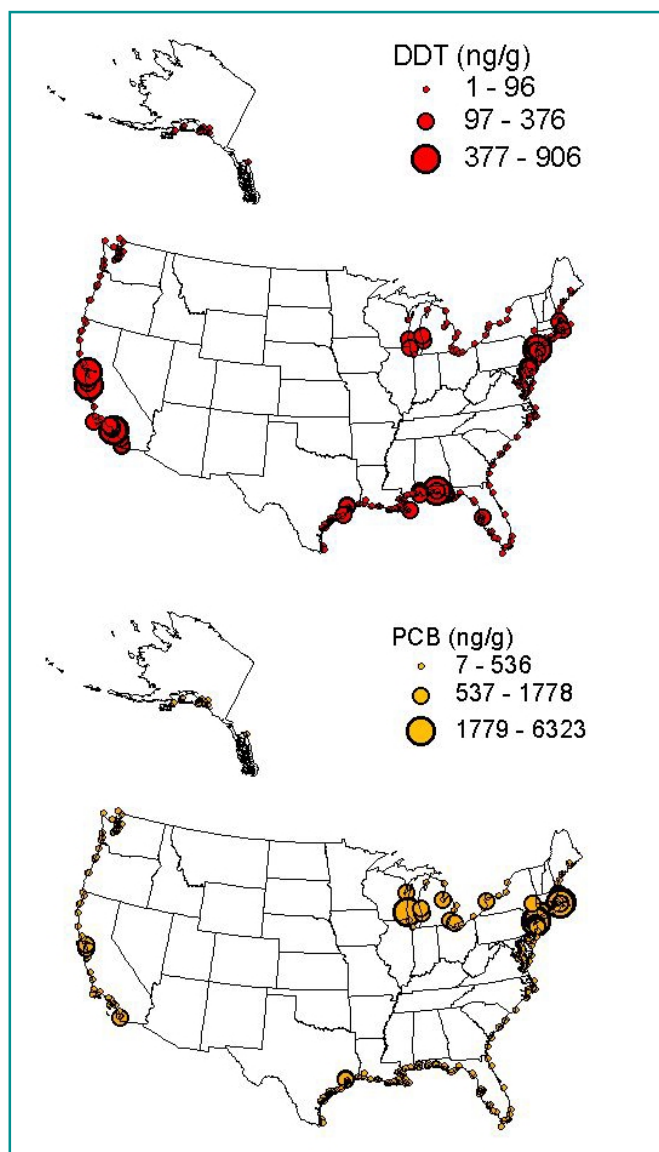 DDT (ng/g)
1 - 96
97 - 376
377 - 906
PCB (ng/g)
7 - 536
537 - 1778
1779 - 6323